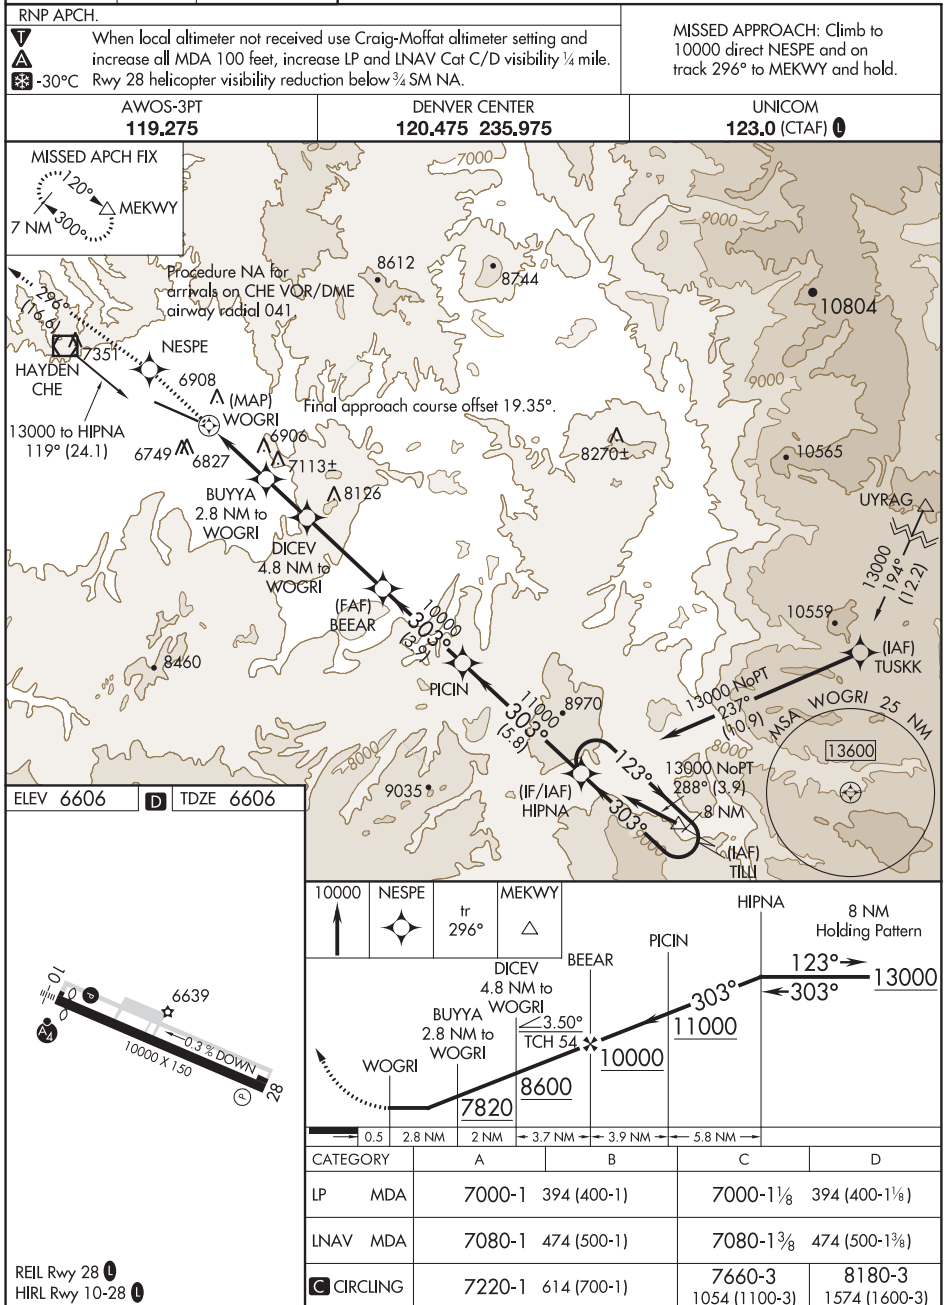 RNP APCH.
T
A
-30°C
When local altimeter not received use Craig-Moffat altimeter setting and
increase all MDA 100 feet, increase LP and LNAV Cat C/D visibility ¼ mile.
Rwy 28 helicopter visibility reduction below ¾ SM NA.
MISSED APPROACH: Climb to
10000 direct NESPE and on
track 296° to MEKWY and hold.
AWOS-3PT
119.275
DENVER CENTER
120.475 235.975
UNICOM
123.0 (CTAF) L
MISSED APCH FIX
120°
MEKWY
300°
7 NM
7000
9000
8612
8744
10804
Procedure NA for
arrivals on CHE VOR/DME
airway radial 041
296°
(16.6)
7351
HAYDEN
CHE
NESPE
6908
(MAP)
WOGRI
Final approach course offset 19.35°.
9000
13000 to HIPNA
119° (24.1)
6749
6827
6906
7113±
8270±
10565
8126
BUYYA
2.8 NM to
WOGRI
DICEV
4.8 NM to
WOGRI
UYRAG
13000
194°
(12.2)
(FAF)
BEEAR
10000
303°
(3.9)
10559
(IAF)
TUSKK
8460
PICIN
13000 NoPT
237°
(10.9)
11000
303°
(5.8)
8970
MSA WOGRI 25 NM
13600
8000
8000
9035
123°
13000 NoPT
288° (3.9)
8 NM
(IF/IAF)
HIPNA
303°
9000
(IAF)
TILLI
ELEV 6606
D
TDZE 6606
10
P
6639
A4
0.3 % DOWN
10000 X 150
P
28
REIL Rwy 28 L
HIRL Rwy 10-28 L
10000
NESPE
tr
296°
MEKWY
HIPNA
8 NM
Holding Pattern
PICIN
BEEAR
DICEV
4.8 NM to
WOGRI
BUYYA
2.8 NM to
WOGRI
WOGRI
123°
303°
13000
303°
11000
3.50°
TCH 54
10000
8600
7820
0.5 2.8 NM 2 NM 3.7 NM 3.9 NM 5.8 NM
CATEGORY A B C D
LP MDA 7000-1 394 (400-1) 7000-1⅛ 394 (400-1⅛)
LNAV MDA 7080-1 474 (500-1) 7080-1⅜ 474 (500-1⅜)
C CIRCLING 7220-1 614 (700-1) 7660-3 1054 (1100-3) 8180-3 1574 (1600-3)